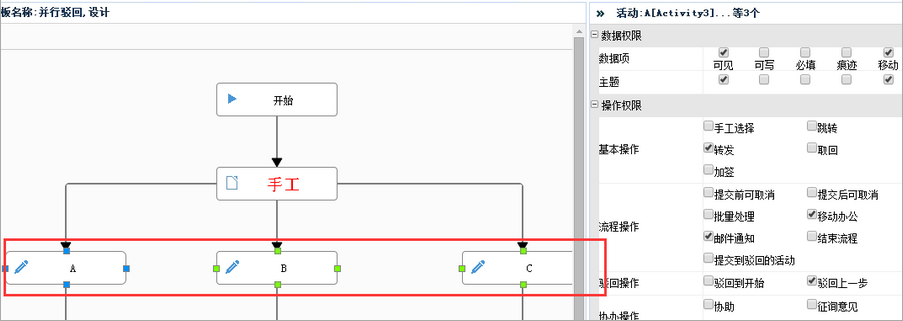 板名称:并行驳回,设计
开始
手工
A
B
C
» 活动:A[Activity3]...等3个
数据权限
数据项 可见 可写 必填 痕迹 移动
主题
操作权限
基本操作
手工选择 跳转
转发 取回
加签
流程操作
提交前可取消 提交后可取消
批量处理 移动办公
邮件通知 结束流程
提交到驳回的活动
驳回操作 驳回到开始 驳回上一步
协办操作 协助 征询意见